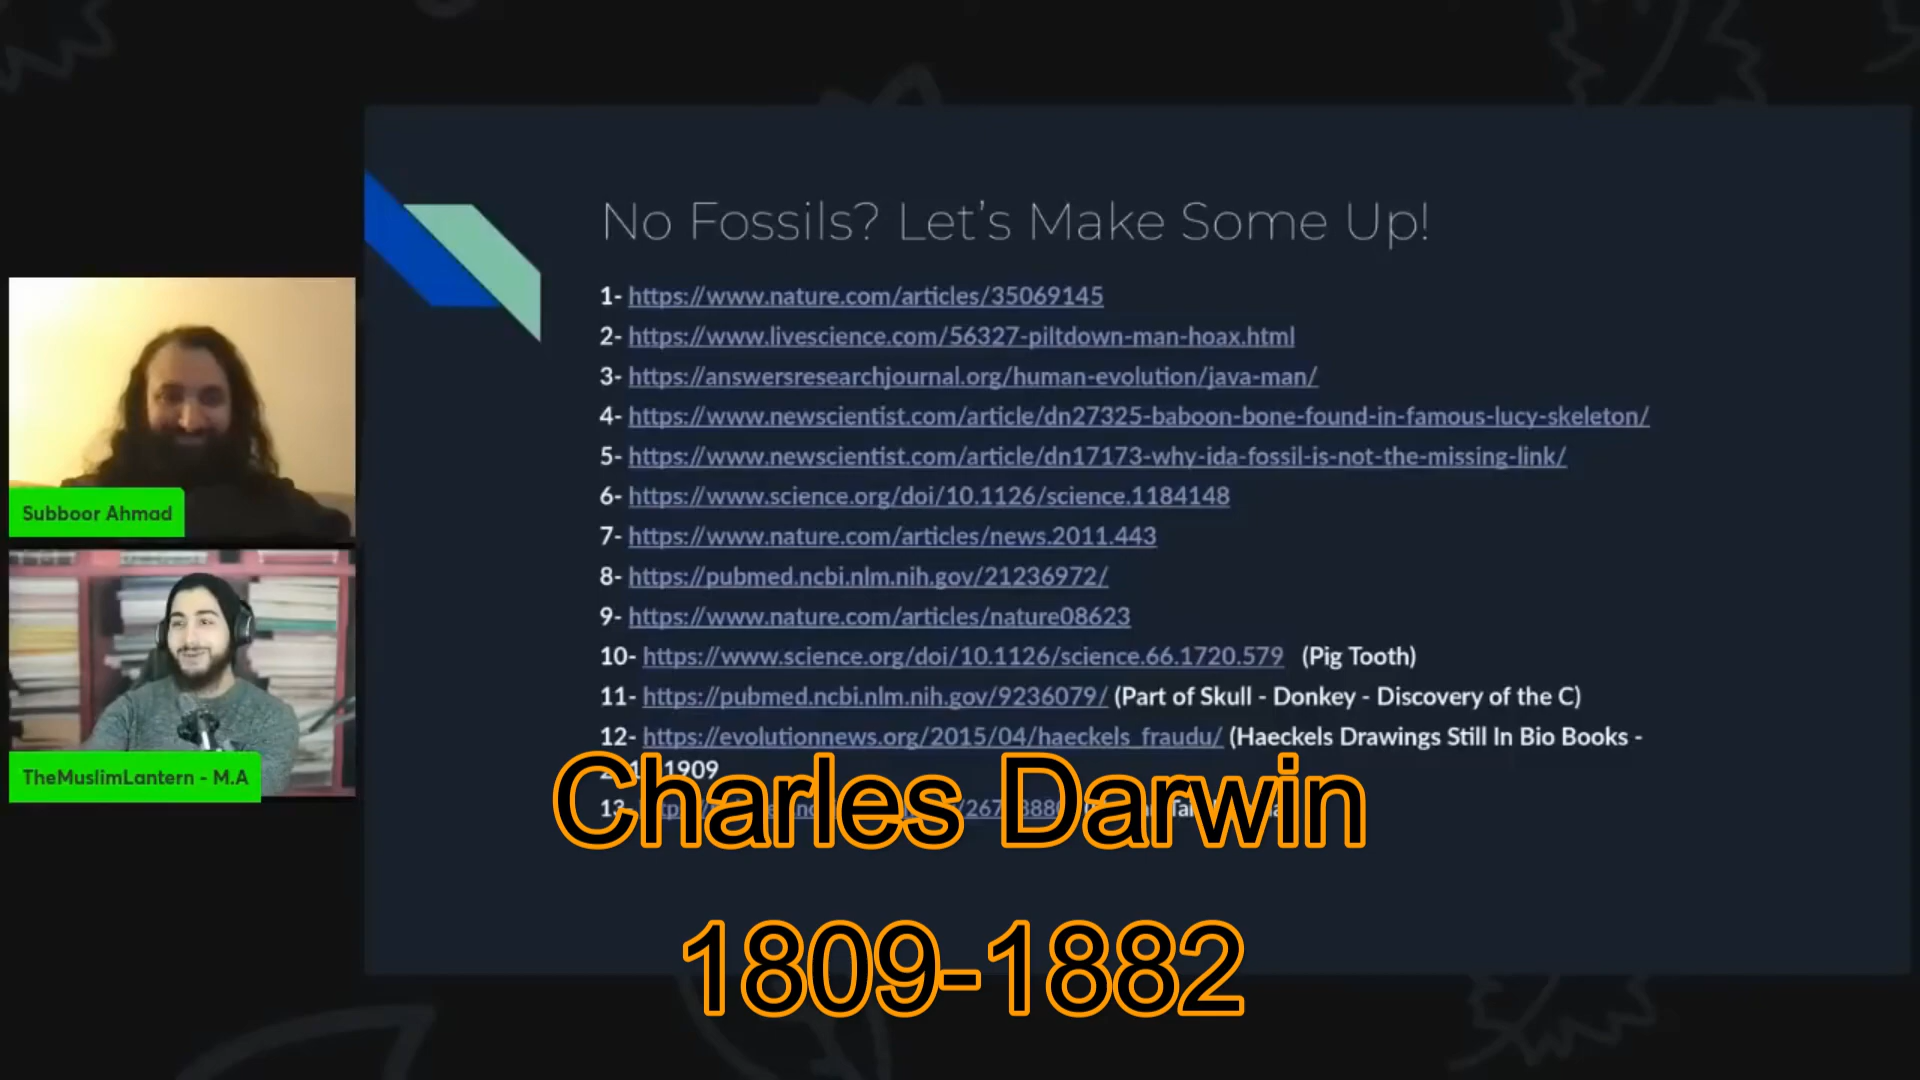 No Fossils? Let's Make Some Up!
1- https://www.nature.com/articles/35069145
2- https://www.livescience.com/56327-piltdown-man-hoax.html
3- https://answersresearchjournal.org/human-evolution/java-man/
4- https://www.newscientist.com/article/dn27325-baboon-bone-found-in-famous-lucy-skeleton/
5- https://www.newscientist.com/article/dn17173-why-ida-fossil-is-not-the-missing-link/
6- https://www.science.org/doi/10.1126/science.1184148
7- https://www.nature.com/articles/news.2011.443
8- https://pubmed.ncbi.nlm.nih.gov/21236972/
9- https://www.nature.com/articles/nature08623
10- https://www.science.org/doi/10.1126/science.66.1720.579 (Pig Tooth)
11- https://pubmed.ncbi.nlm.nih.gov/9236079/ (Part of Skull - Donkey - Discovery of the C)
12- https://evolutionnews.org/2015/04/haeckels_fraudu/ (Haeckels Drawings Still In Bio Books -
1909
13-
Subboor Ahmad
TheMuslimLantern - M.A
Charles Darwin
1809-1882